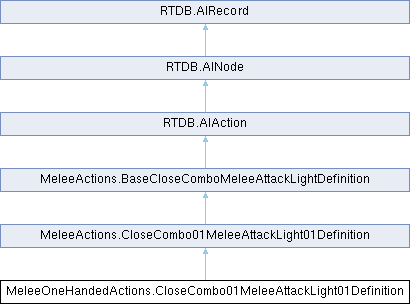 RTDB.AIRecord
RTDB.AINode
RTDB.AIAction
MeleeActions.BaseCloseComboMeleeAttackLightDefinition
MeleeActions.CloseCombo01MeleeAttackLight01Definition
MeleeOneHandedActions.CloseCombo01MeleeAttackLight01Definition